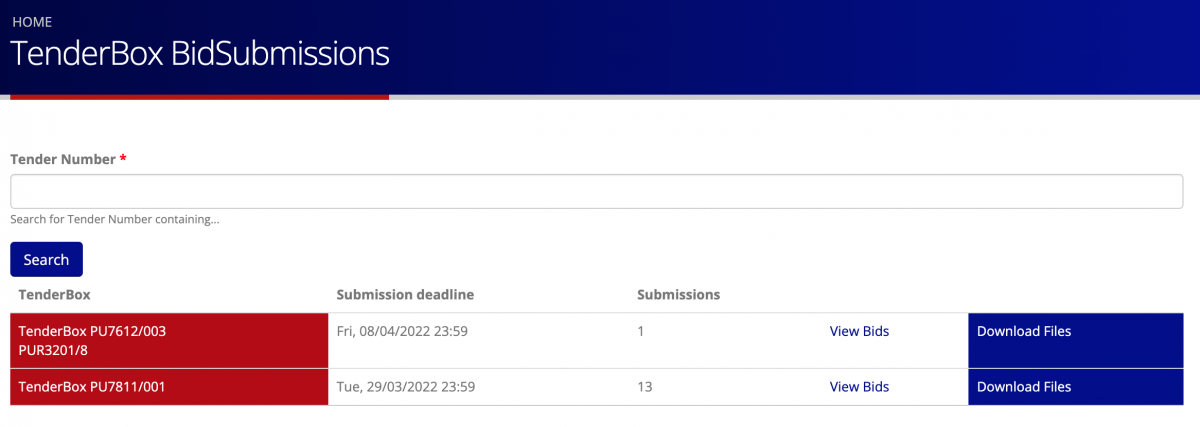 HOME
TenderBox BidSubmissions
Tender Number *
Search for Tender Number containing...
Search
TenderBox Submission deadline Submissions
TenderBox PU7612/003 Fri, 08/04/2022 23:59 1 View Bids Download Files
PUR3201/8
TenderBox PU7811/001 Tue, 29/03/2022 23:59 13 View Bids Download Files